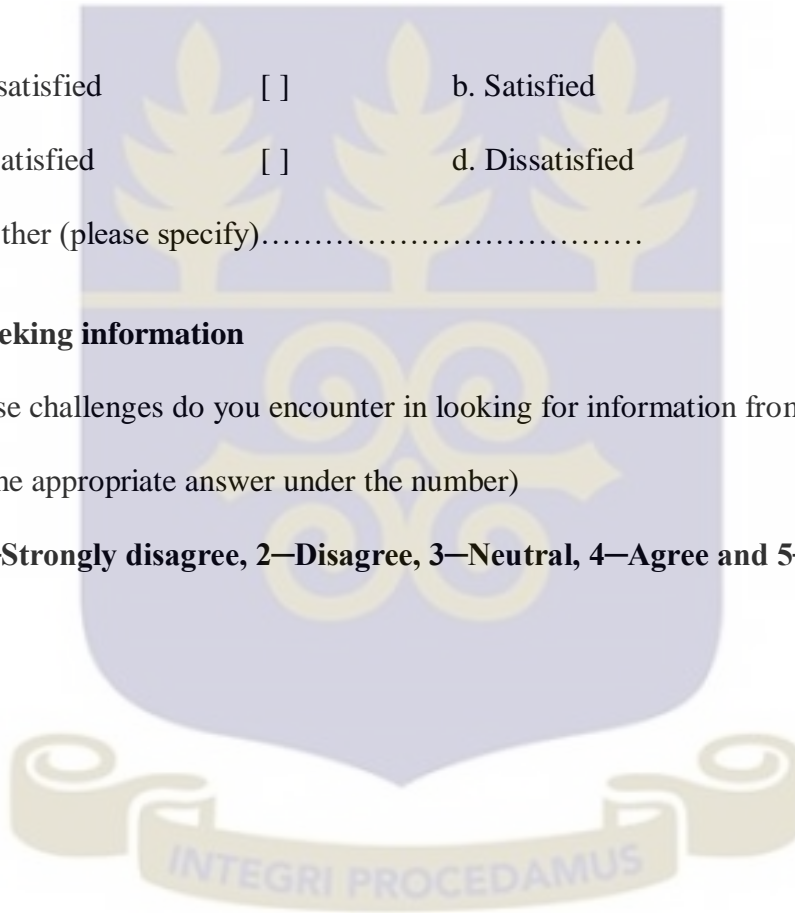 satisfied [ ] b. Satisfied
atisfied [ ] d. Dissatisfied
ther (please specify)…………………………………
eking information
se challenges do you encounter in looking for information from
he appropriate answer under the number)
Strongly disagree, 2─Disagree, 3─Neutral, 4─Agree and 5
INTEGRI PROCEDAMUS